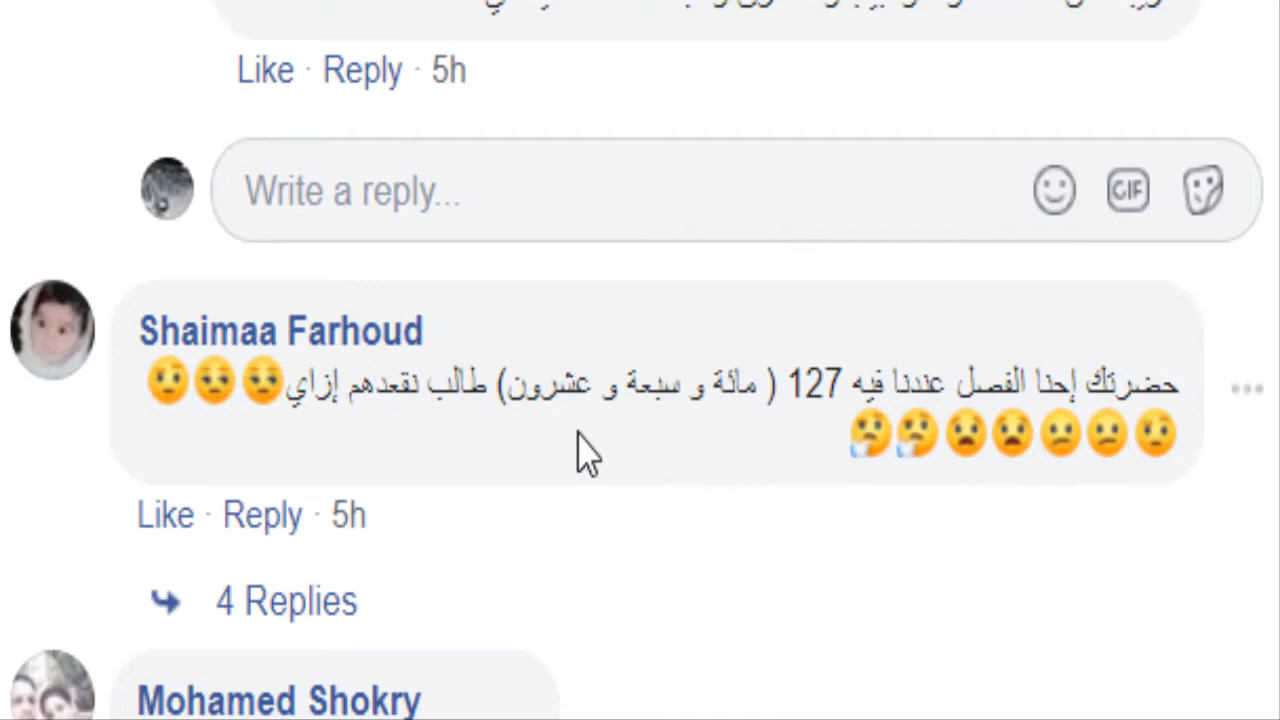 Like · Reply · 5h
Write a reply...
GIF
Shaimaa Farhoud
حضرتك إحنا الفصل عندنا فيه 127 ( مائة و سبعة و عشرون) طالب نقعدهم إزاي
Like · Reply · 5h
4 Replies
Mohamed Shokry